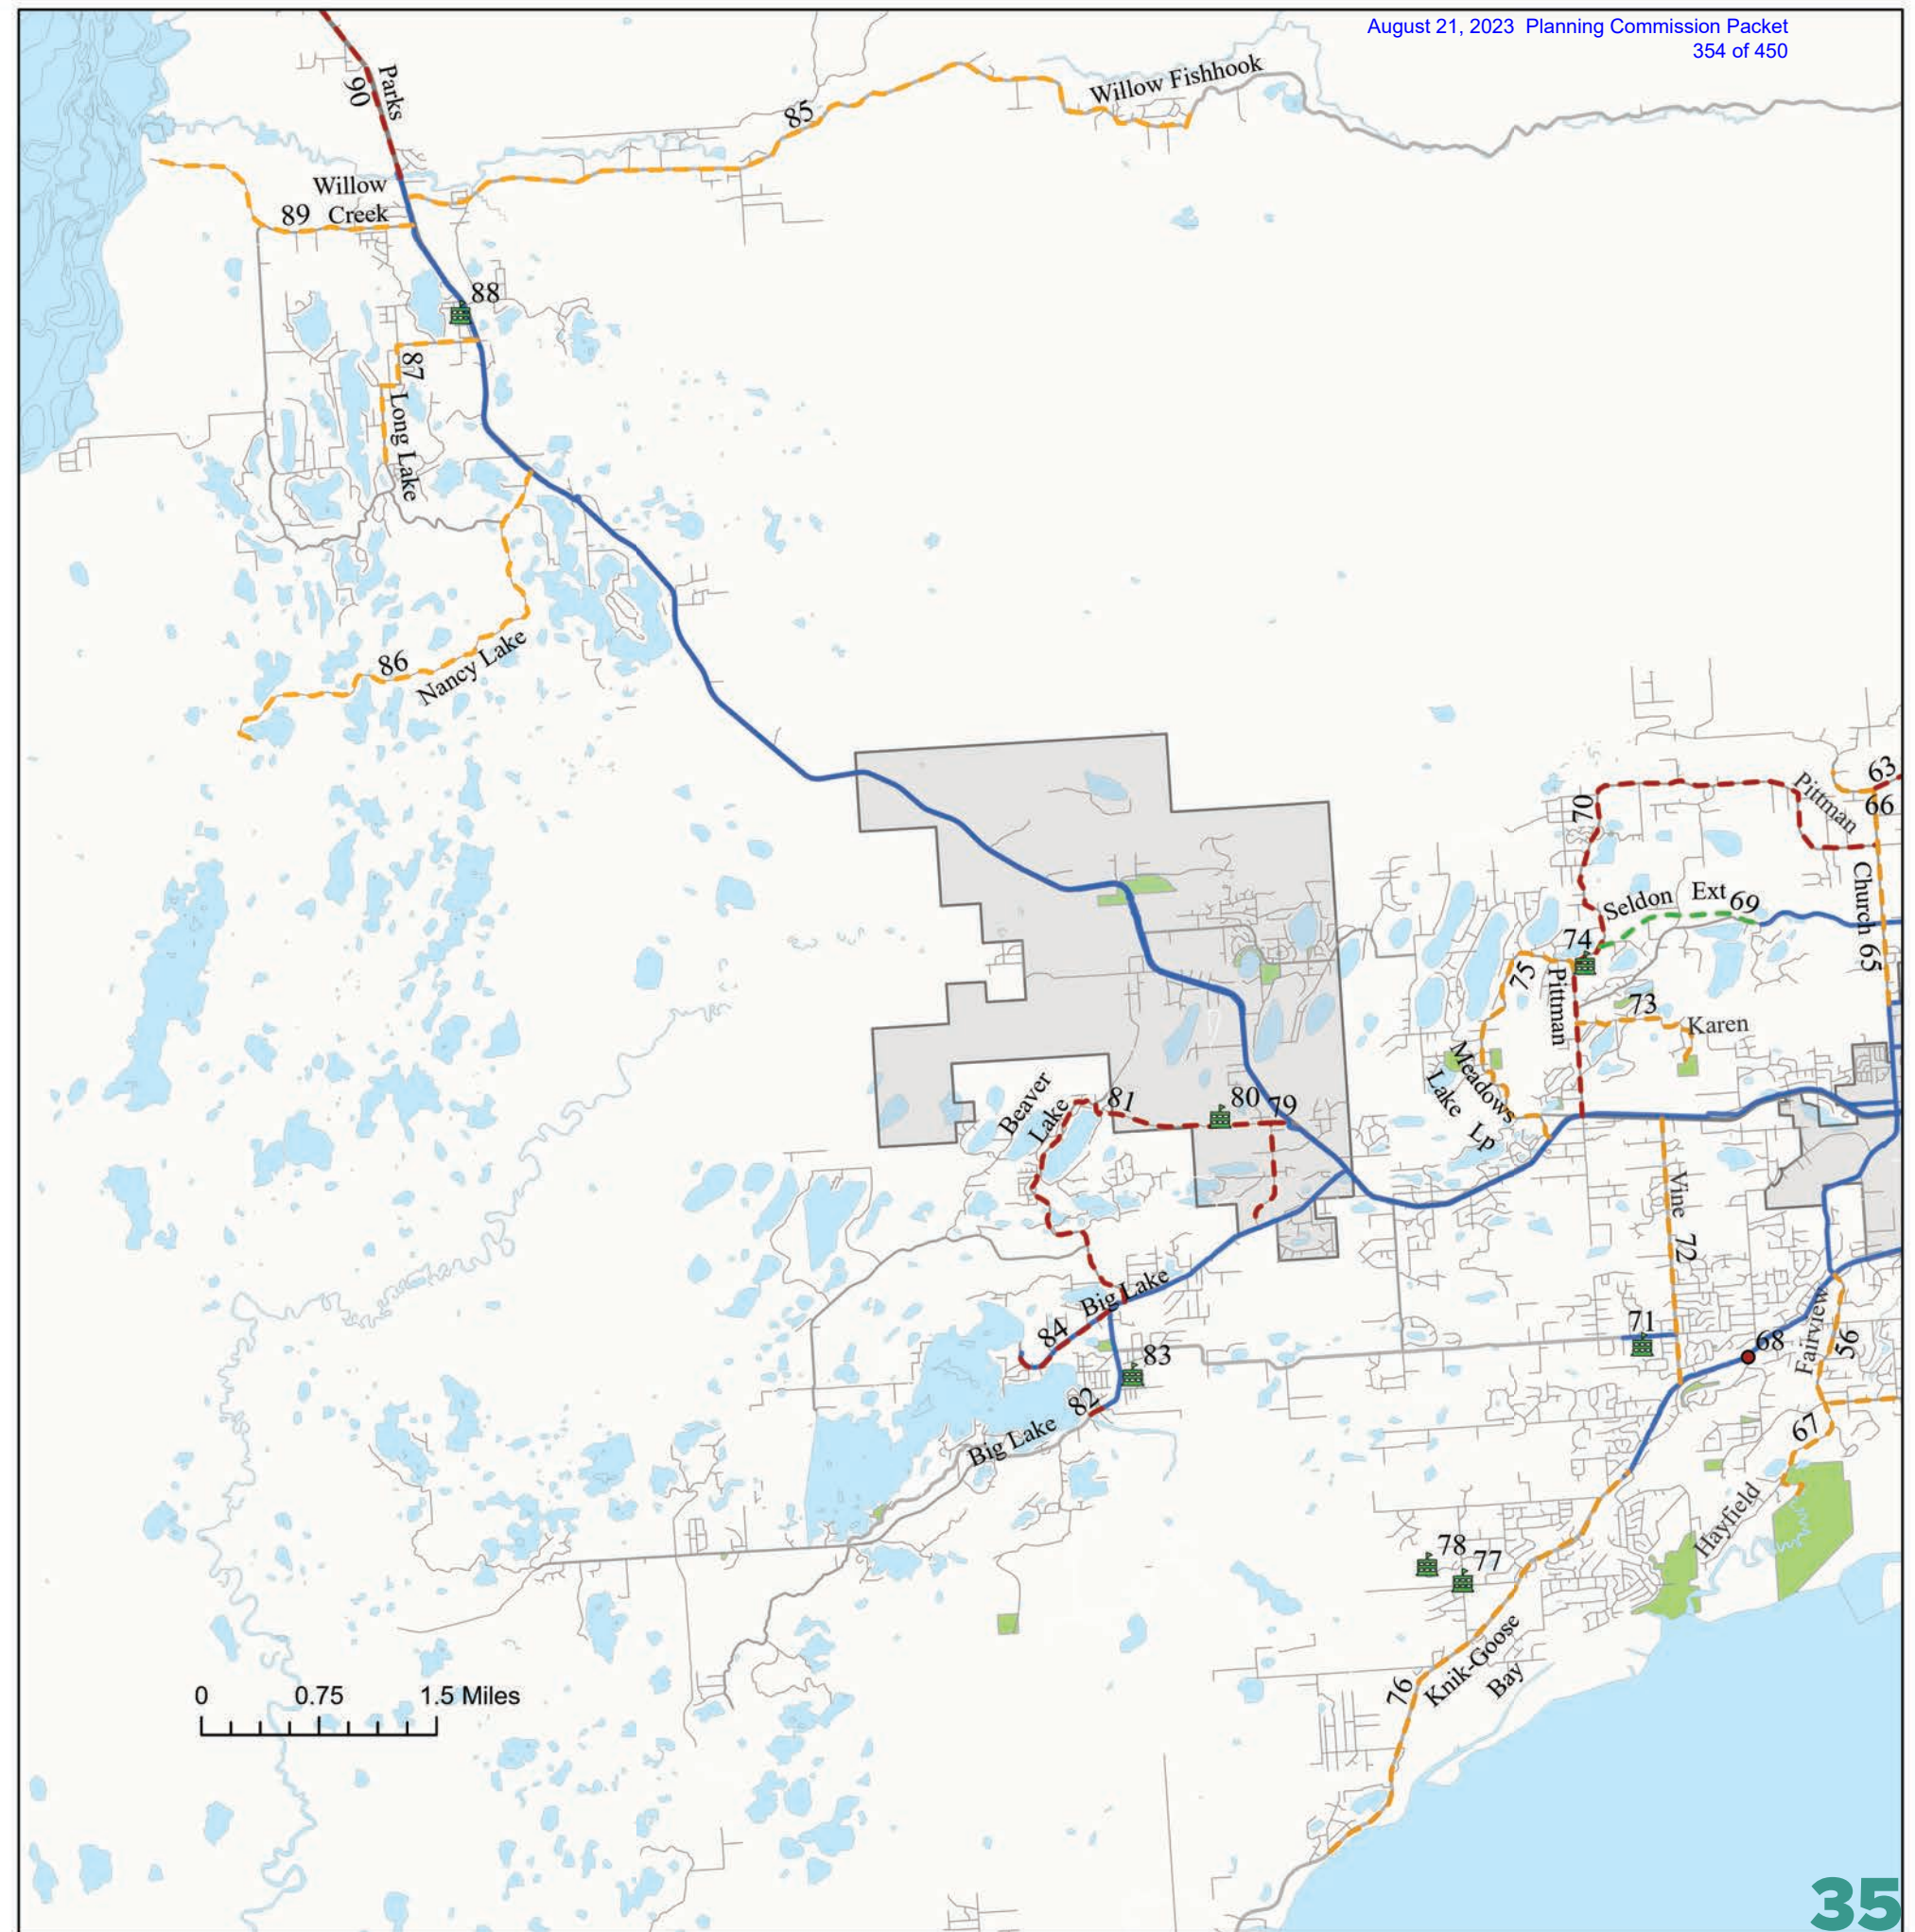 August 21, 2023 Planning Commission Packet
354 of 450
Parks
90
Willow Fishhook
85
Willow
Creek
89
88
87
Long Lake
86
Nancy Lake
63
Pittman
66
70
Church 65
Seldon Ext 69
74
75
Pittman
73
Karen
Meadows
Lake
Lp
Beaver
Lake
81
80
79
Vine 72
Big Lake
84
83
82
Big Lake
71
68
Fairview
56
67
Hayfield
78
77
76
Knik-Goose
Bay
0 0.75 1.5 Miles
35